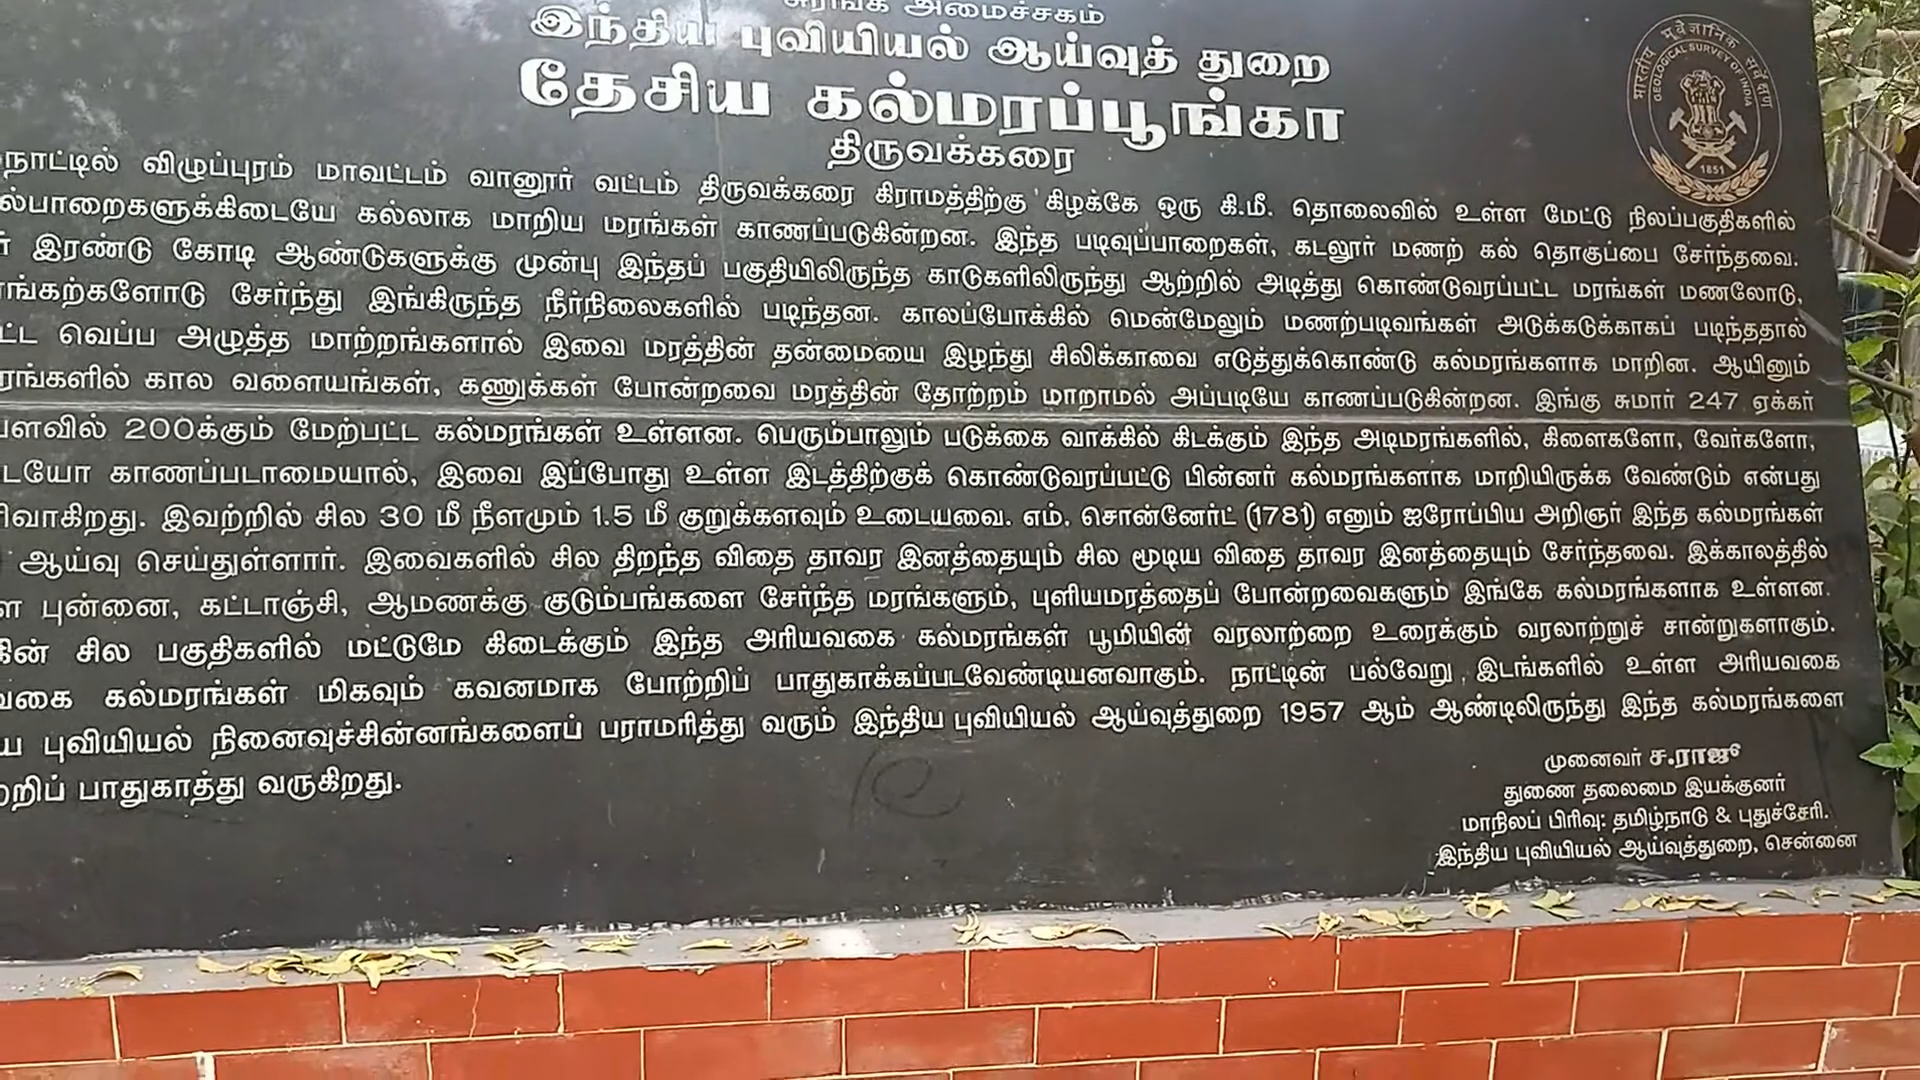 சுரங்க அமைச்சகம்
இந்திய புவியியல் ஆய்வுத் துறை
தேசிய கல்மரப்பூங்கா
திருவக்கரை
भारतीय भूवैज्ञानिक सर्वेक्षण
GEOLOGICAL SURVEY OF INDIA
1851
விழுப்புரம் மாவட்டம் வானூர் வட்டம் திருவக்கரை கிராமத்திற்கு கிழக்கே ஒரு கி.மீ. தொலைவில் உள்ள மேட்டு நிலப்பகுதிகளில்
கல்லாக மாறிய மரங்கள் காணப்படுகின்றன. இந்த படிவுப்பாறைகள், கடலூர் மணற் கல் தொகுப்பை சேர்ந்தவை.
இரண்டு கோடி ஆண்டுகளுக்கு முன்பு இந்தப் பகுதியிலிருந்த காடுகளிலிருந்து ஆற்றில் அடித்து கொண்டுவரப்பட்ட மரங்கள் மணலோடு,
சேர்ந்து இங்கிருந்த நீர்நிலைகளில் படிந்தன. காலப்போக்கில் மென்மேலும் மணற்படிவங்கள் அடுக்கடுக்காகப் படிந்ததால்
வெப்ப அழுத்த மாற்றங்களால் இவை மரத்தின் தன்மையை இழந்து சிலிக்காவை எடுத்துக்கொண்டு கல்மரங்களாக மாறின. ஆயினும்
கால வளையங்கள், கணுக்கள் போன்றவை மரத்தின் தோற்றம் மாறாமல் அப்படியே காணப்படுகின்றன. இங்கு சுமார் 247 ஏக்கர்
200க்கும் மேற்பட்ட கல்மரங்கள் உள்ளன. பெரும்பாலும் படுக்கை வாக்கில் கிடக்கும் இந்த அடிமரங்களில், கிளைகளோ, வேர்களோ,
காணப்படாமையால், இவை இப்போது உள்ள இடத்திற்குக் கொண்டுவரப்பட்டு பின்னர் கல்மரங்களாக மாறியிருக்க வேண்டும் என்பது
இவற்றில் சில 30 மீ நீளமும் 1.5 மீ குறுக்களவும் உடையவை. எம். சொன்னேர்ட் (1781) எனும் ஐரோப்பிய அறிஞர் இந்த கல்மரங்கள்
ஆய்வு செய்துள்ளார். இவைகளில் சில திறந்த விதை தாவர இனத்தையும் சில மூடிய விதை தாவர இனத்தையும் சேர்ந்தவை. இக்காலத்தில்
புன்னை, கட்டாஞ்சி, ஆமணக்கு குடும்பங்களை சேர்ந்த மரங்களும், புளியமரத்தைப் போன்றவைகளும் இங்கே கல்மரங்களாக உள்ளன.
சில பகுதிகளில் மட்டுமே கிடைக்கும் இந்த அரியவகை கல்மரங்கள் பூமியின் வரலாற்றை உரைக்கும் வரலாற்றுச் சான்றுகளாகும்.
கல்மரங்கள் மிகவும் கவனமாக போற்றிப் பாதுகாக்கப்படவேண்டியனவாகும். நாட்டின் பல்வேறு இடங்களில் உள்ள அரியவகை
புவியியல் நினைவுச்சின்னங்களைப் பராமரித்து வரும் இந்திய புவியியல் ஆய்வுத்துறை 1957 ஆம் ஆண்டிலிருந்து இந்த கல்மரங்களை
பாதுகாத்து வருகிறது.
முனைவர் ச.ராஜு
துணை தலைமை இயக்குனர்
மாநிலப் பிரிவு: தமிழ்நாடு & புதுச்சேரி.
இந்திய புவியியல் ஆய்வுத்துறை, சென்னை